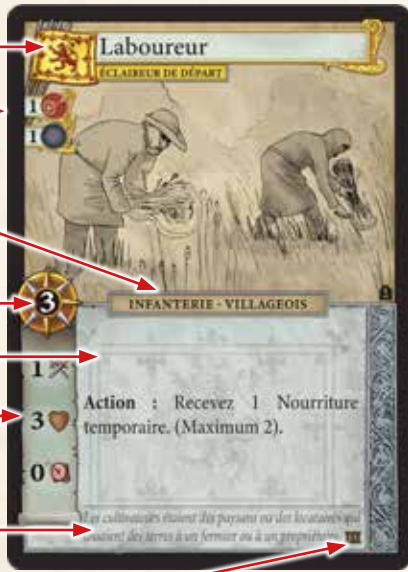 Laboureur
ÉCLAIREUR DE DÉPART
1
1
3
INFANTERIE · VILLAGEOIS
1
Action : Recevez 1 Nourriture
3
temporaire. (Maximum 2).
0
Les cultivateurs étaient des paysans ou des locataires qui
louaient des terres à un fermier ou à un propriétaire.